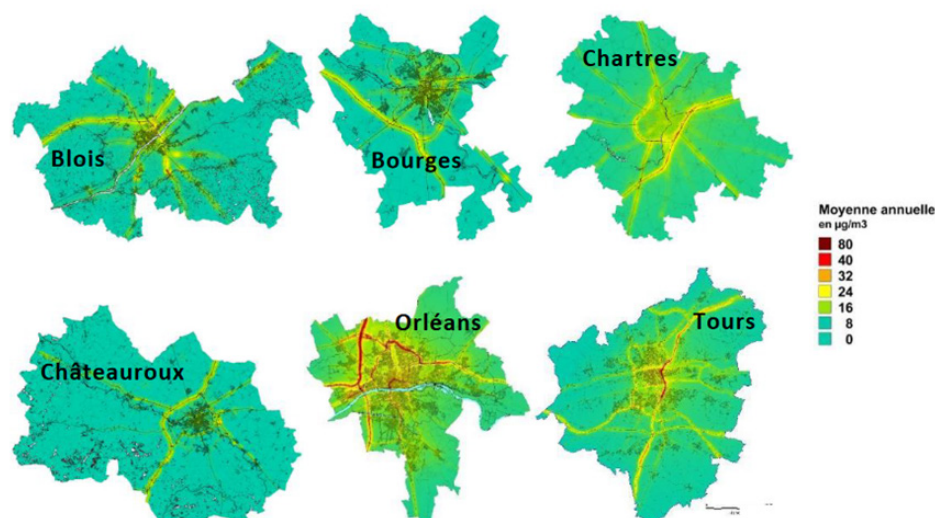 Chartres
Blois
Bourges
Moyenne annuelle
en µg/m3
80
40
32
24
16
8
0
Orléans
Tours
Châteauroux